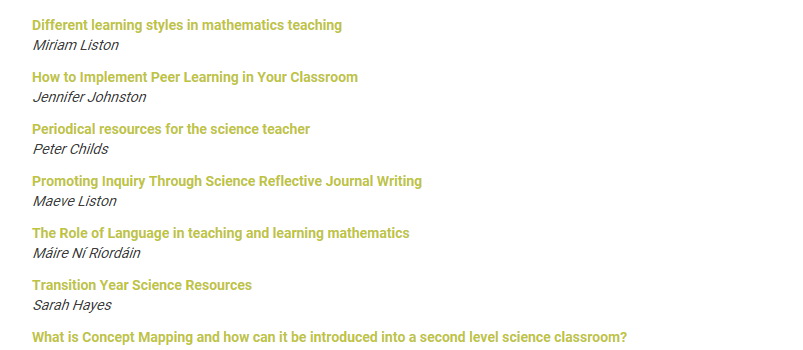 Different learning styles in mathematics teaching
Miriam Liston
How to Implement Peer Learning in Your Classroom
Jennifer Johnston
Periodical resources for the science teacher
Peter Childs
Promoting Inquiry Through Science Reflective Journal Writing
Maeve Liston
The Role of Language in teaching and learning mathematics
Máire Ní Ríordáin
Transition Year Science Resources
Sarah Hayes
What is Concept Mapping and how can it be introduced into a second level science classroom?